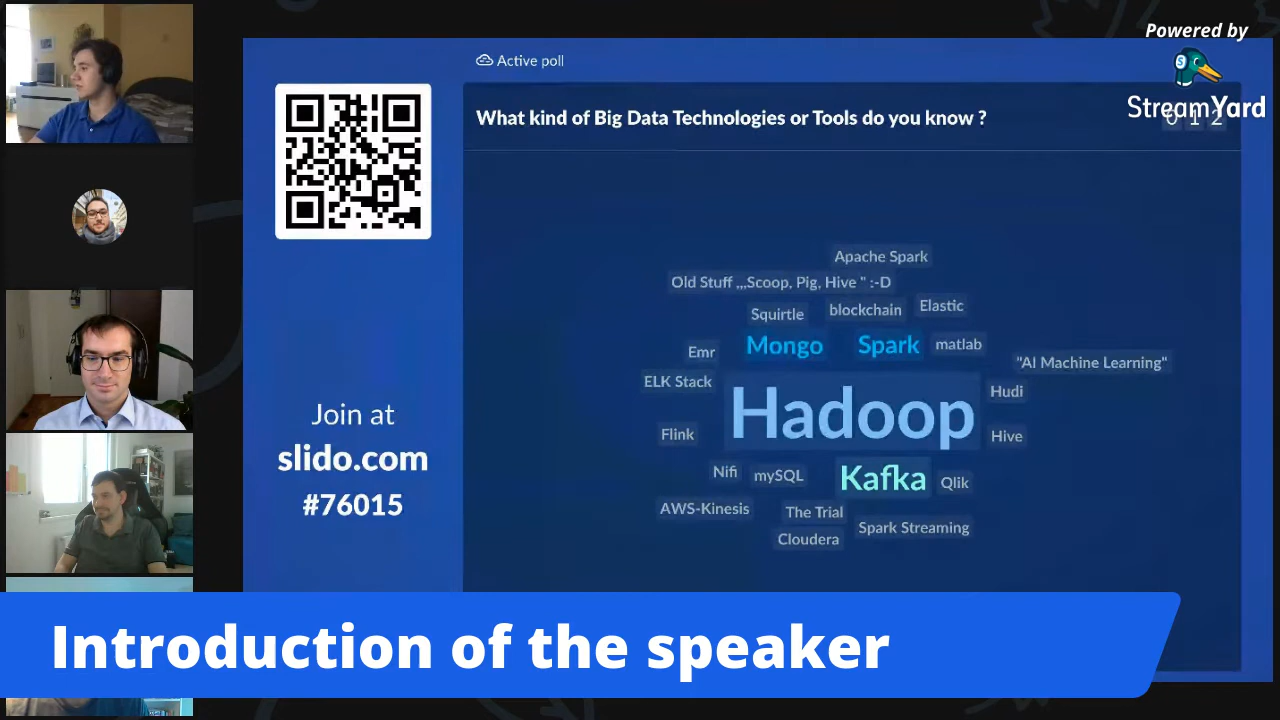 Powered by
StreamYard
Active poll
What kind of Big Data Technologies or Tools do you know ?
0 1 2
Apache Spark
Old Stuff ,,,Scoop, Pig, Hive " :-D
Squirtle blockchain Elastic
Emr Mongo Spark matlab
ELK Stack "AI Machine Learning"
Hadoop Hudi
Flink Hive
Nifi mySQL Kafka Qlik
AWS-Kinesis The Trial
Cloudera Spark Streaming
Join at
slido.com
#76015
Introduction of the speaker